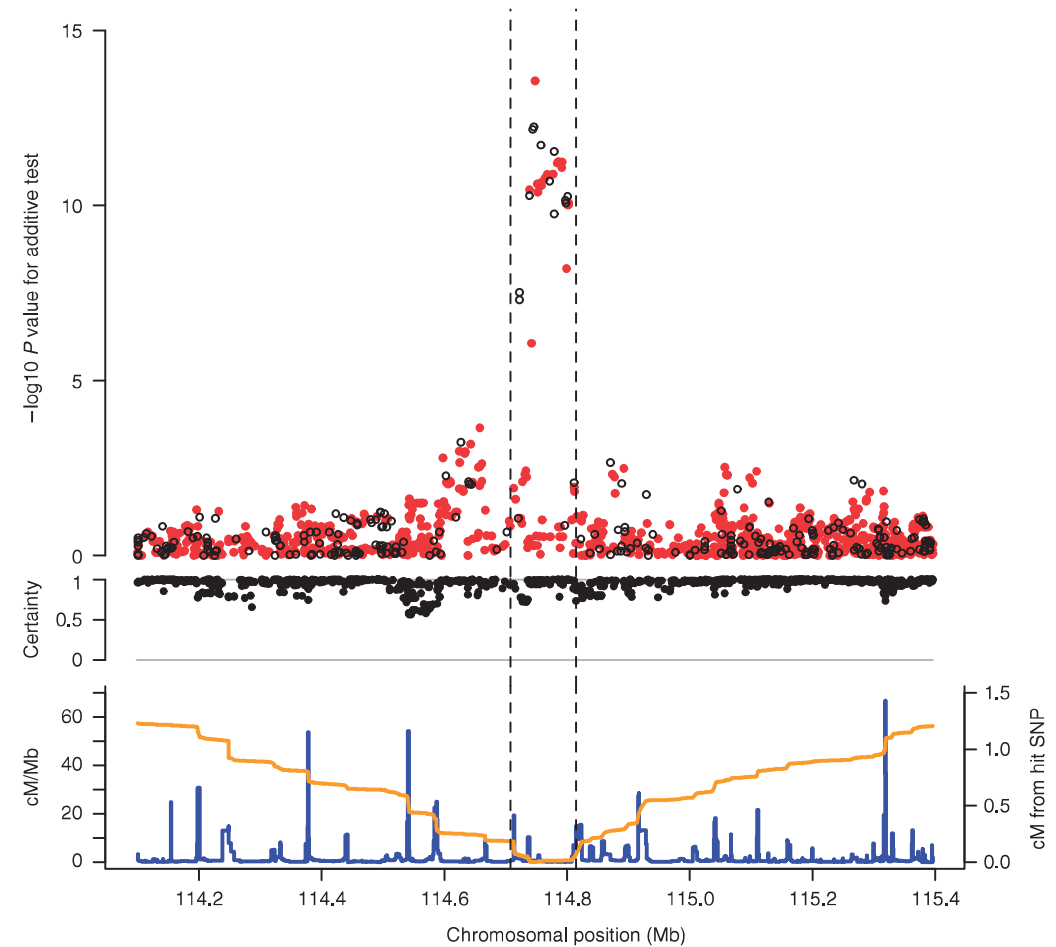 15
10
5
0
−log10 P value for additive test
1
0.5
0
Certainty
60
40
20
0
cM/Mb
1.5
1.0
0.5
0.0
cM from hit SNP
114.2 114.4 114.6 114.8 115.0 115.2 115.4
Chromosomal position (Mb)